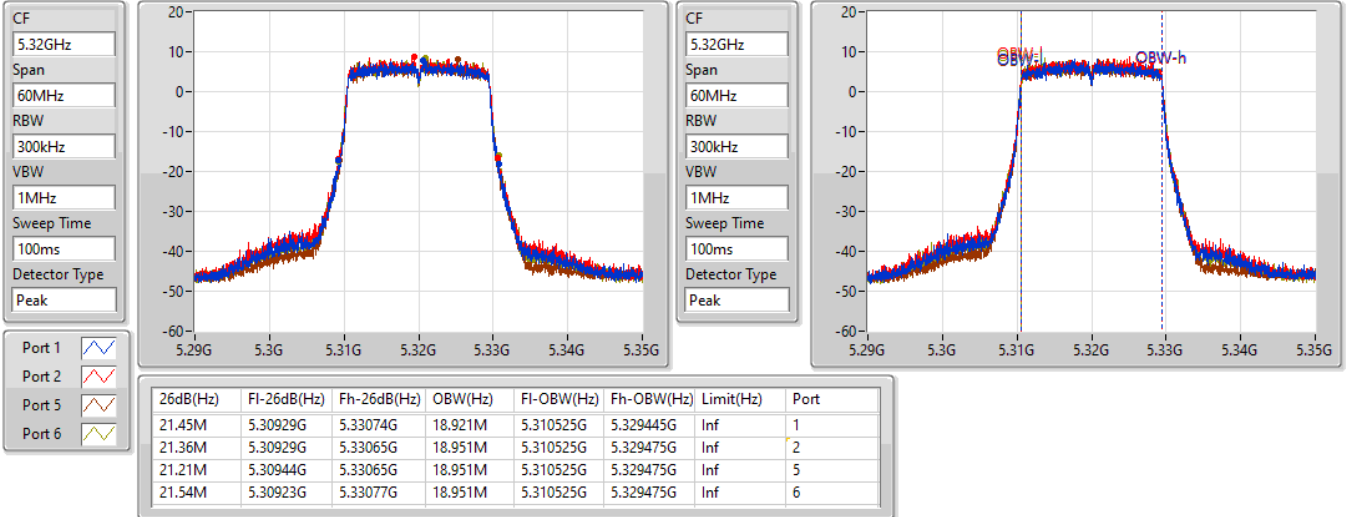 CF
5.32GHz
Span
60MHz
RBW
300kHz
VBW
1MHz
Sweep Time
100ms
Detector Type
Peak
20
10
0
-10
-20
-30
-40
-50
-60
5.29G 5.3G 5.31G 5.32G 5.33G 5.34G 5.35G
CF
5.32GHz
Span
60MHz
RBW
300kHz
VBW
1MHz
Sweep Time
100ms
Detector Type
Peak
20
10
0
-10
-20
-30
-40
-50
-60
OBW-l
OBW-l
OBW-h
5.29G 5.3G 5.31G 5.32G 5.33G 5.34G 5.35G
Port 1
Port 2
Port 5
Port 6
26dB(Hz) Fl-26dB(Hz) Fh-26dB(Hz) OBW(Hz) Fl-OBW(Hz) Fh-OBW(Hz) Limit(Hz) Port
21.45M 5.30929G 5.33074G 18.921M 5.310525G 5.329445G Inf 1
21.36M 5.30929G 5.33065G 18.951M 5.310525G 5.329475G Inf 2
21.21M 5.30944G 5.33065G 18.951M 5.310525G 5.329475G Inf 5
21.54M 5.30923G 5.33077G 18.951M 5.310525G 5.329475G Inf 6